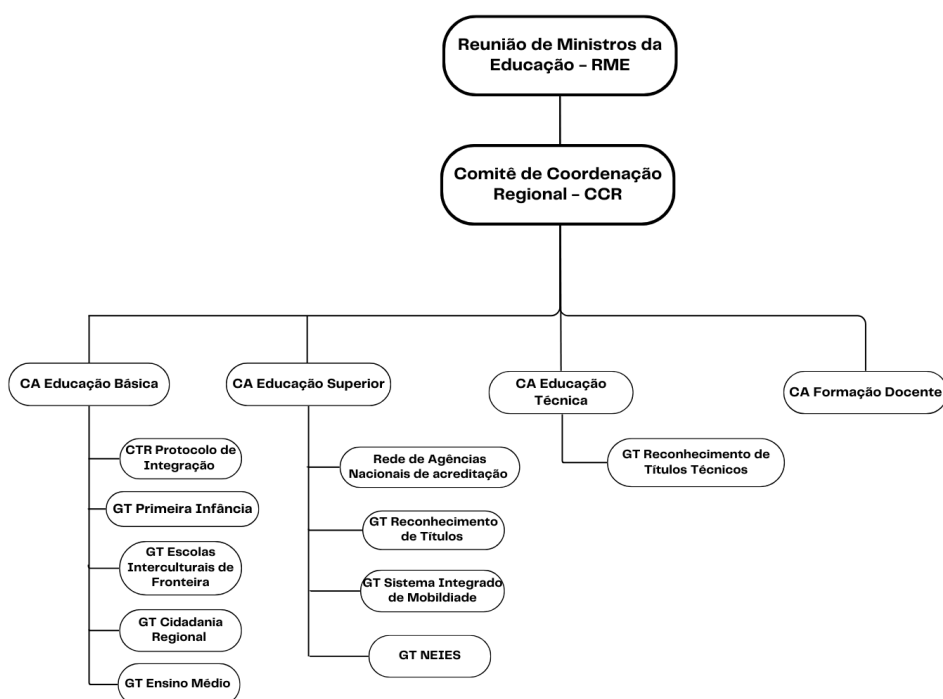 Reunião de Ministros da
Educação – RME
Comitê de Coordenação
Regional – CCR
CA Educação Básica
CA Educação Superior
CA Educação
Técnica
CA Formação Docente
CTR Protocolo de
Integração
GT Primeira Infância
GT Escolas
Interculturais de
Fronteira
GT Cidadania
Regional
GT Ensino Médio
Rede de Agências
Nacionais de acreditação
GT Reconhecimento
de Títulos
GT Sistema Integrado
de Mobildiade
GT NEIES
GT Reconhecimento de
Títulos Técnicos